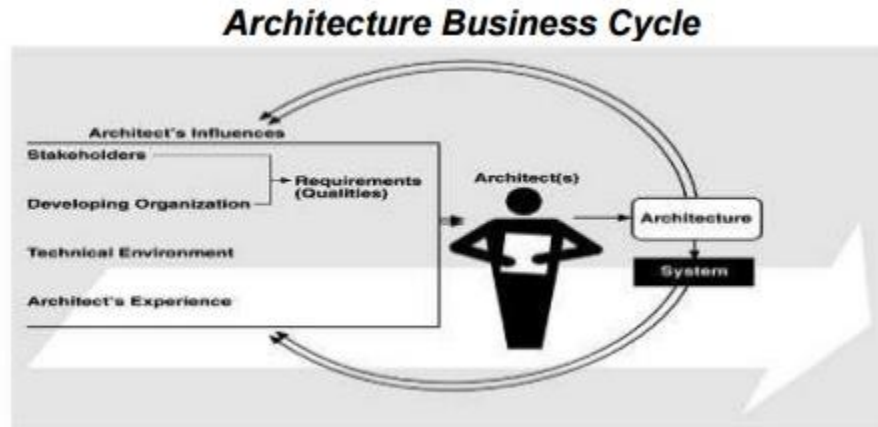 Architecture Business Cycle
Architect's Influences
Stakeholders
Requirements
(Qualities)
Developing Organization
Technical Environment
Architect's Experience
Architect(s)
Architecture
System